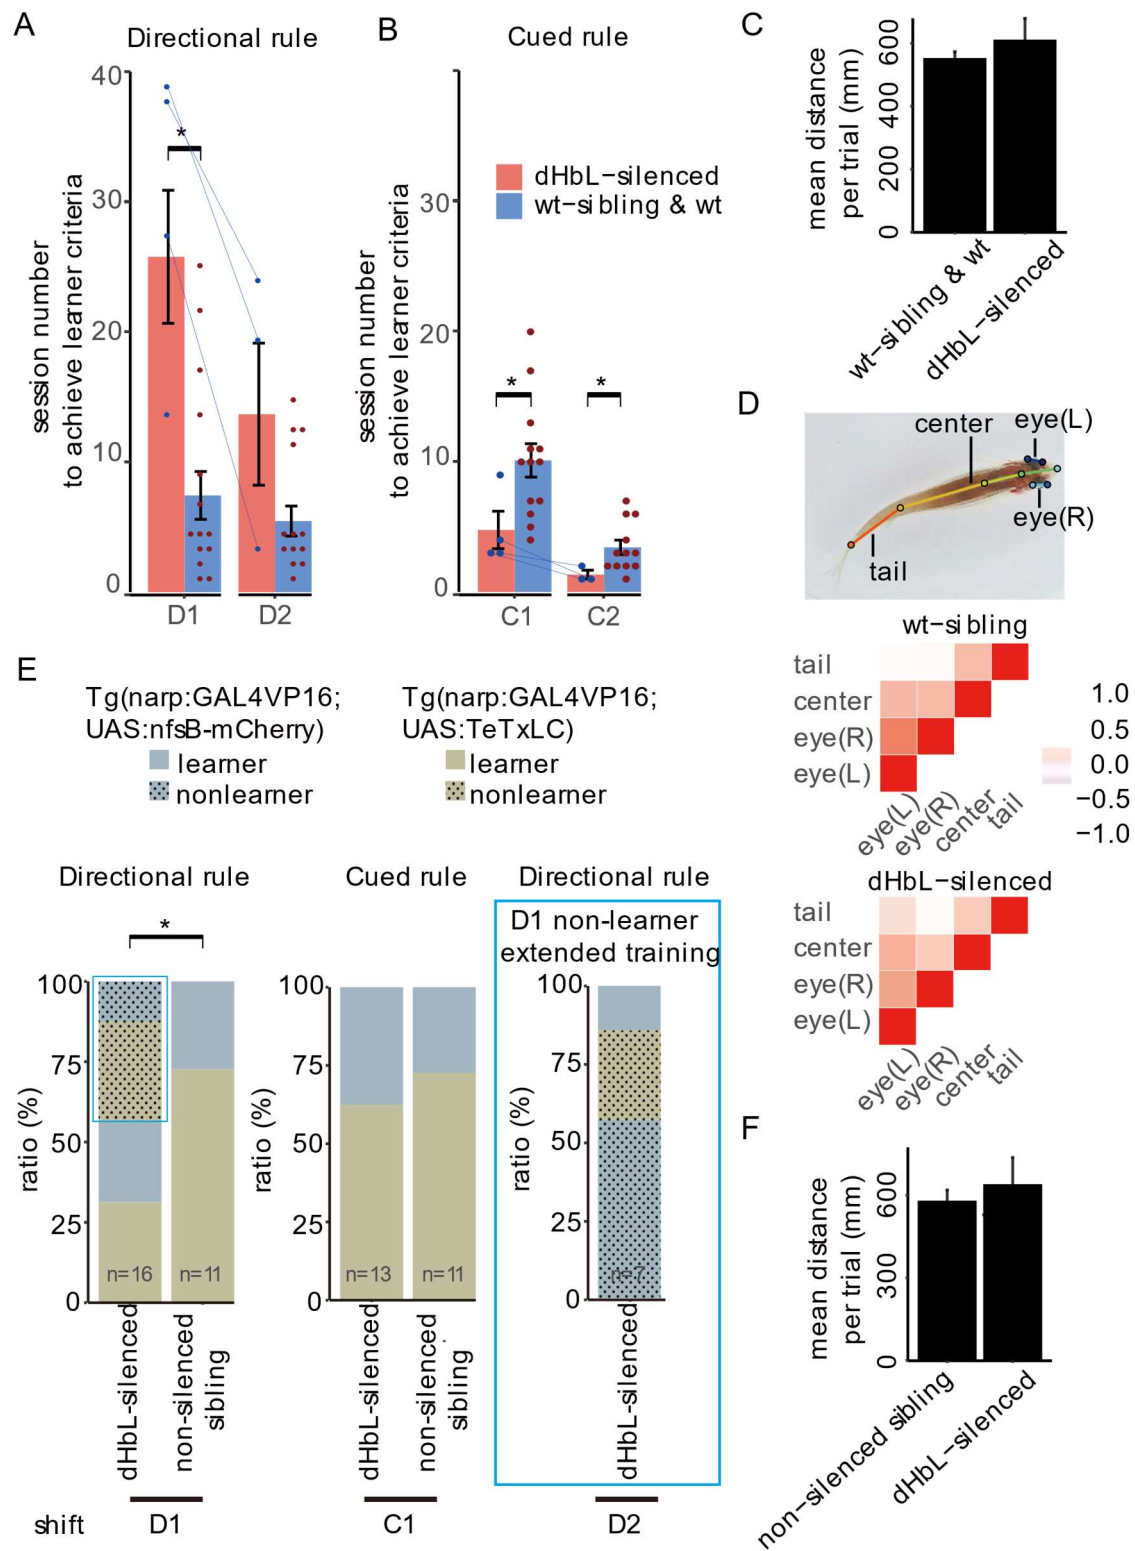 A
Directional rule
40
30
20
10
0
session number
to achieve learner criteria
*
D1
D2
B
Cued rule
30
20
10
0
session number
to achieve learner criteria
dHbL-silenced
wt-sibling & wt
*
*
C1
C2
C
600
400
200
0
mean distance
per trial (mm)
wt-sibling & wt
dHbL-silenced
D
center
eye(L)
eye(R)
tail
wt-sibling
tail
center
eye(R)
eye(L)
eye(L)
eye(R)
center
tail
1.0
0.5
0.0
-0.5
-1.0
dHbL-silenced
tail
center
eye(R)
eye(L)
eye(L)
eye(R)
center
tail
E
Tg(narp:GAL4VP16;
UAS:nfsB-mCherry)
learner
nonlearner
Tg(narp:GAL4VP16;
UAS:TeTxLC)
learner
nonlearner
Directional rule
*
100
75
50
25
0
ratio (%)
n=16
n=11
dHbL-silenced
non-silenced
sibling
Cued rule
100
75
50
25
0
ratio (%)
n=13
n=11
dHbL-silenced
non-silenced
sibling
Directional rule
D1 non-learner
extended training
100
75
50
25
0
ratio (%)
n=7
dHbL-silenced
shift
D1
C1
D2
F
600
300
0
mean distance
per trial (mm)
non-silenced sibling
dHbL-silenced